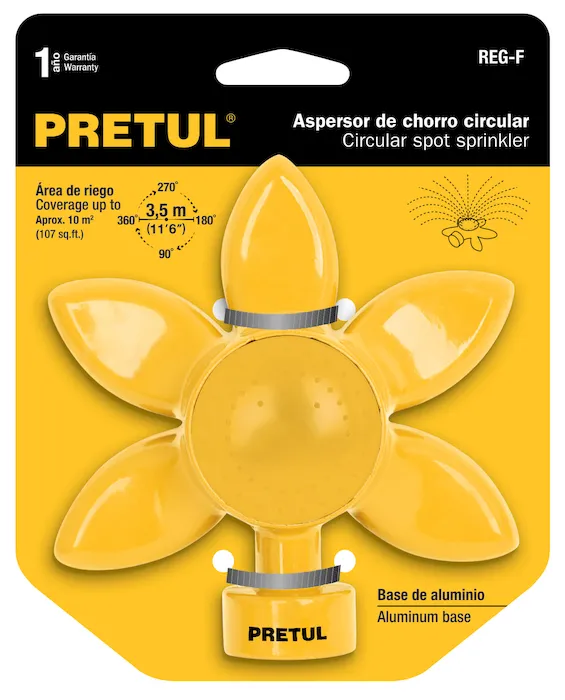 1 año Garantía
Warranty
REG-F
PRETUL®
Aspersor de chorro circular
Circular spot sprinkler
Área de riego
Coverage up to
Aprox. 10 m²
(107 sq.ft.)
270°
360° 3,5 m 180°
(11'6")
90°
Base de aluminio
Aluminum base
PRETUL